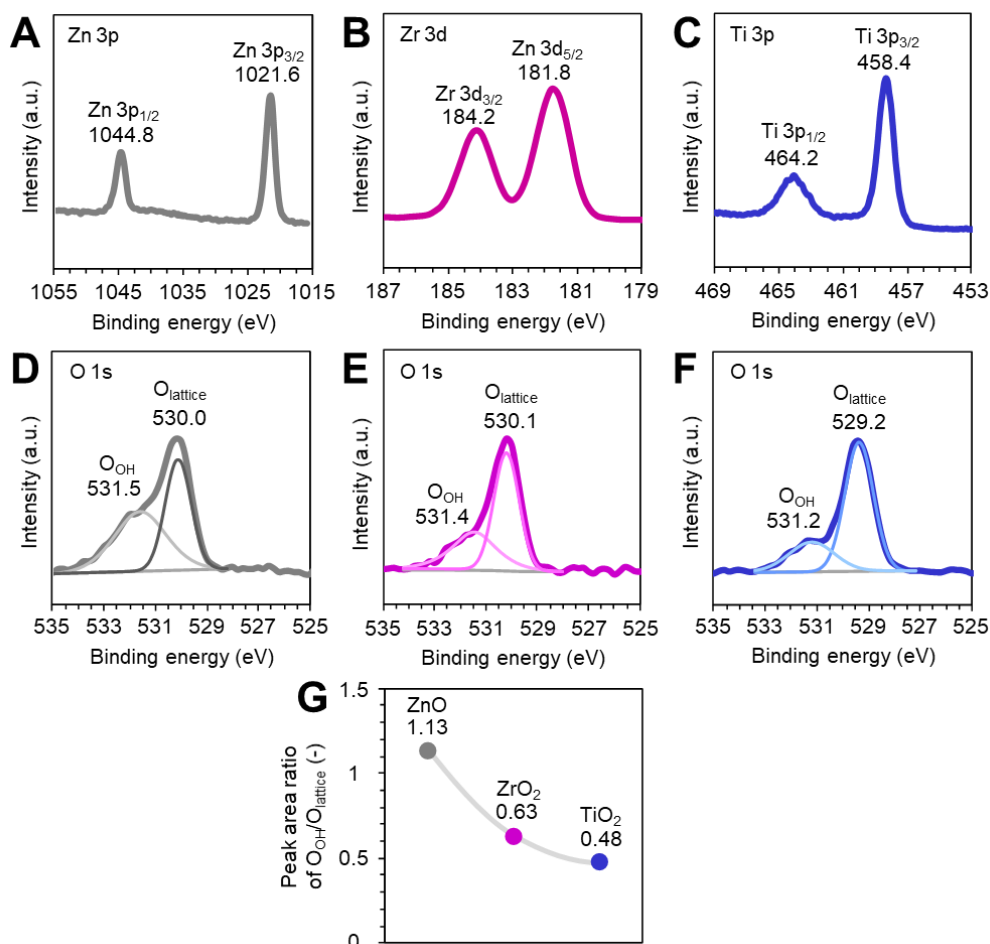 A
Zn 3p
Zn 3p3/2
1021.6
Zn 3p1/2
1044.8
Intensity (a.u.)
1055 1045 1035 1025 1015
Binding energy (eV)
B
Zr 3d
Zn 3d5/2
181.8
Zr 3d3/2
184.2
Intensity (a.u.)
187 185 183 181 179
Binding energy (eV)
C
Ti 3p
Ti 3p3/2
458.4
Ti 3p1/2
464.2
Intensity (a.u.)
469 465 461 457 453
Binding energy (eV)
D
O 1s
Olattice
530.0
OOH
531.5
Intensity (a.u.)
535 533 531 529 527 525
Binding energy (eV)
E
O 1s
Olattice
530.1
OOH
531.4
Intensity (a.u.)
535 533 531 529 527 525
Binding energy (eV)
F
O 1s
Olattice
529.2
OOH
531.2
Intensity (a.u.)
535 533 531 529 527 525
Binding energy (eV)
G
1.5
ZnO
1.13
1
ZrO2
0.63
TiO2
0.48
0.5
0
Peak area ratio
of OOH/Olattice (-)